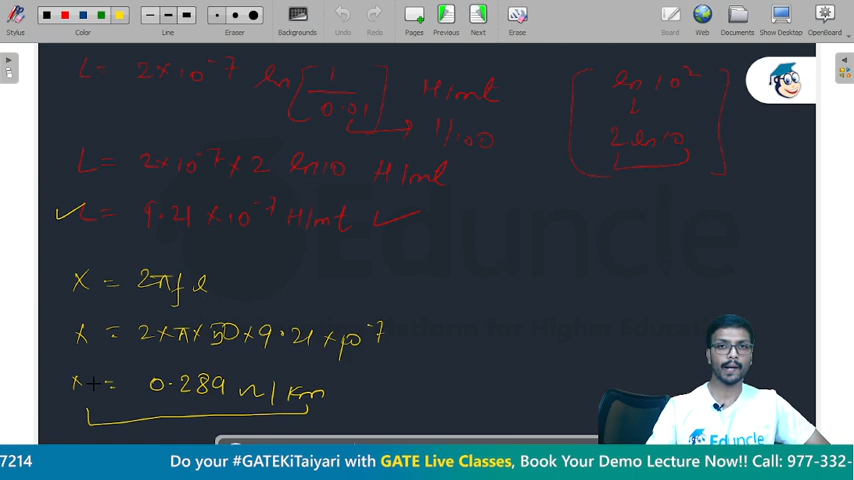 Stylus Color Line Eraser Backgrounds Undo Redo Pages Previous Next Erase Board Web Documents Show Desktop OpenBoard
L = 2×10⁻⁷ ln [1/0.01] H/mt
→ 1/100
[ln 10²
↓
2 ln 10]
L = 2×10⁻⁷ × 2 ln 10 H/mt
✓ L = 9.21 × 10⁻⁷ H/mt ✓
X = 2πfl
X = 2×π×50×9.21×10⁻⁷
X = 0.289 Ω/Km
Eduncle
7214 Do your #GATEKiTaiyari with GATE Live Classes, Book Your Demo Lecture Now!! Call: 977-332-